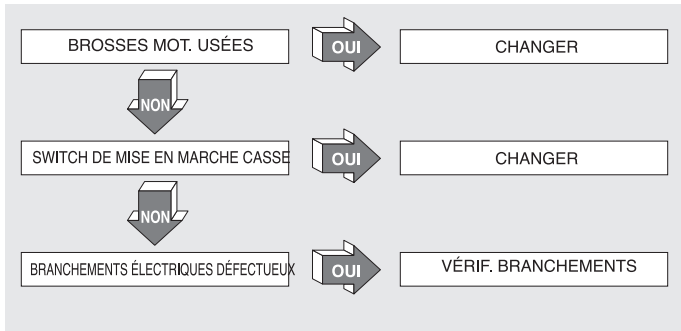 BROSSES MOT. USÉES
OUI
CHANGER
NON
SWITCH DE MISE EN MARCHE CASSE
OUI
CHANGER
NON
BRANCHEMENTS ÉLECTRIQUES DÉFECTUEUX
OUI
VÉRIF. BRANCHEMENTS